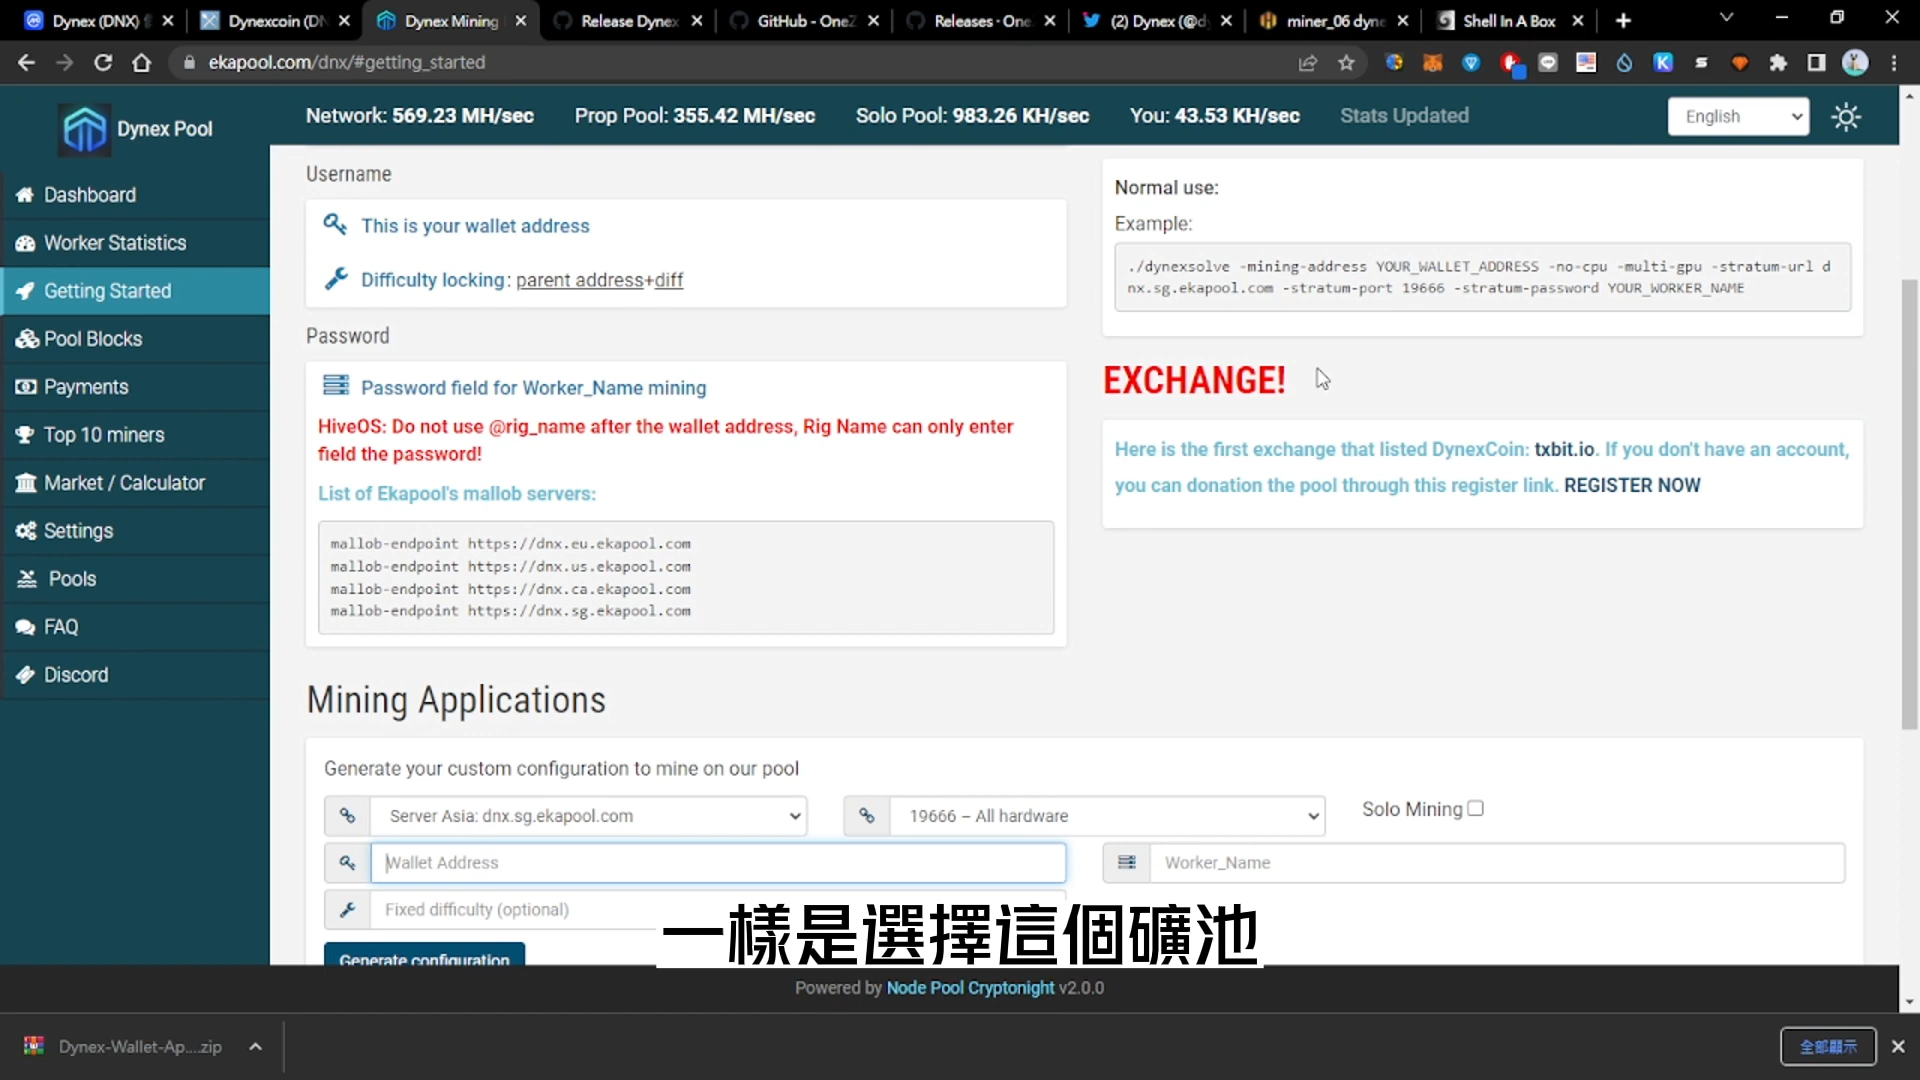 Dynex (DNX)
Dynexcoin (DN
Dynex Mining
Release Dynex
GitHub - OneZ
Releases · One
(2) Dynex (@d
miner_06 dyne
Shell In A Box
ekapool.com/dnx/#getting_started
Dynex Pool
Network: 569.23 MH/sec
Prop Pool: 355.42 MH/sec
Solo Pool: 983.26 KH/sec
You: 43.53 KH/sec
Stats Updated
English
Dashboard
Worker Statistics
Getting Started
Pool Blocks
Payments
Top 10 miners
Market / Calculator
Settings
Pools
FAQ
Discord
Username
This is your wallet address
Difficulty locking: parent address+diff
Password
Password field for Worker_Name mining
HiveOS: Do not use @rig_name after the wallet address, Rig Name can only enter
field the password!
List of Ekapool's mallob servers:
mallob-endpoint https://dnx.eu.ekapool.com
mallob-endpoint https://dnx.us.ekapool.com
mallob-endpoint https://dnx.ca.ekapool.com
mallob-endpoint https://dnx.sg.ekapool.com
Normal use:
Example:
./dynexsolve -mining-address YOUR_WALLET_ADDRESS -no-cpu -multi-gpu -stratum-url d
nx.sg.ekapool.com -stratum-port 19666 -stratum-password YOUR_WORKER_NAME
EXCHANGE!
Here is the first exchange that listed DynexCoin: txbit.io. If you don't have an account,
you can donation the pool through this register link. REGISTER NOW
Mining Applications
Generate your custom configuration to mine on our pool
Server Asia: dnx.sg.ekapool.com
19666 – All hardware
Solo Mining
Wallet Address
Worker_Name
Fixed difficulty (optional)
Generate configuration
一樣是選擇這個礦池
Powered by Node Pool Cryptonight v2.0.0
Dynex-Wallet-Ap....zip
全部顯示